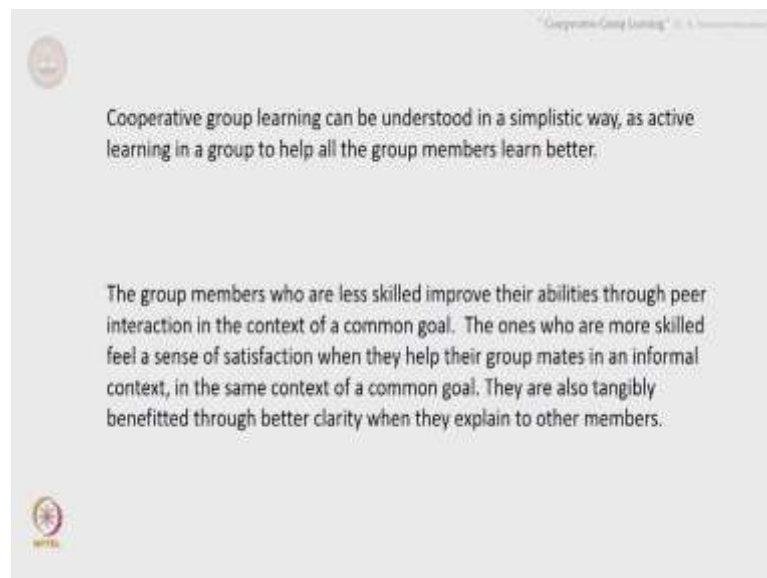 "Cooperative Group Learning"
Cooperative group learning can be understood in a simplistic way, as active
learning in a group to help all the group members learn better.
The group members who are less skilled improve their abilities through peer
interaction in the context of a common goal. The ones who are more skilled
feel a sense of satisfaction when they help their group mates in an informal
context, in the same context of a common goal. They are also tangibly
benefitted through better clarity when they explain to other members.
NPTEL